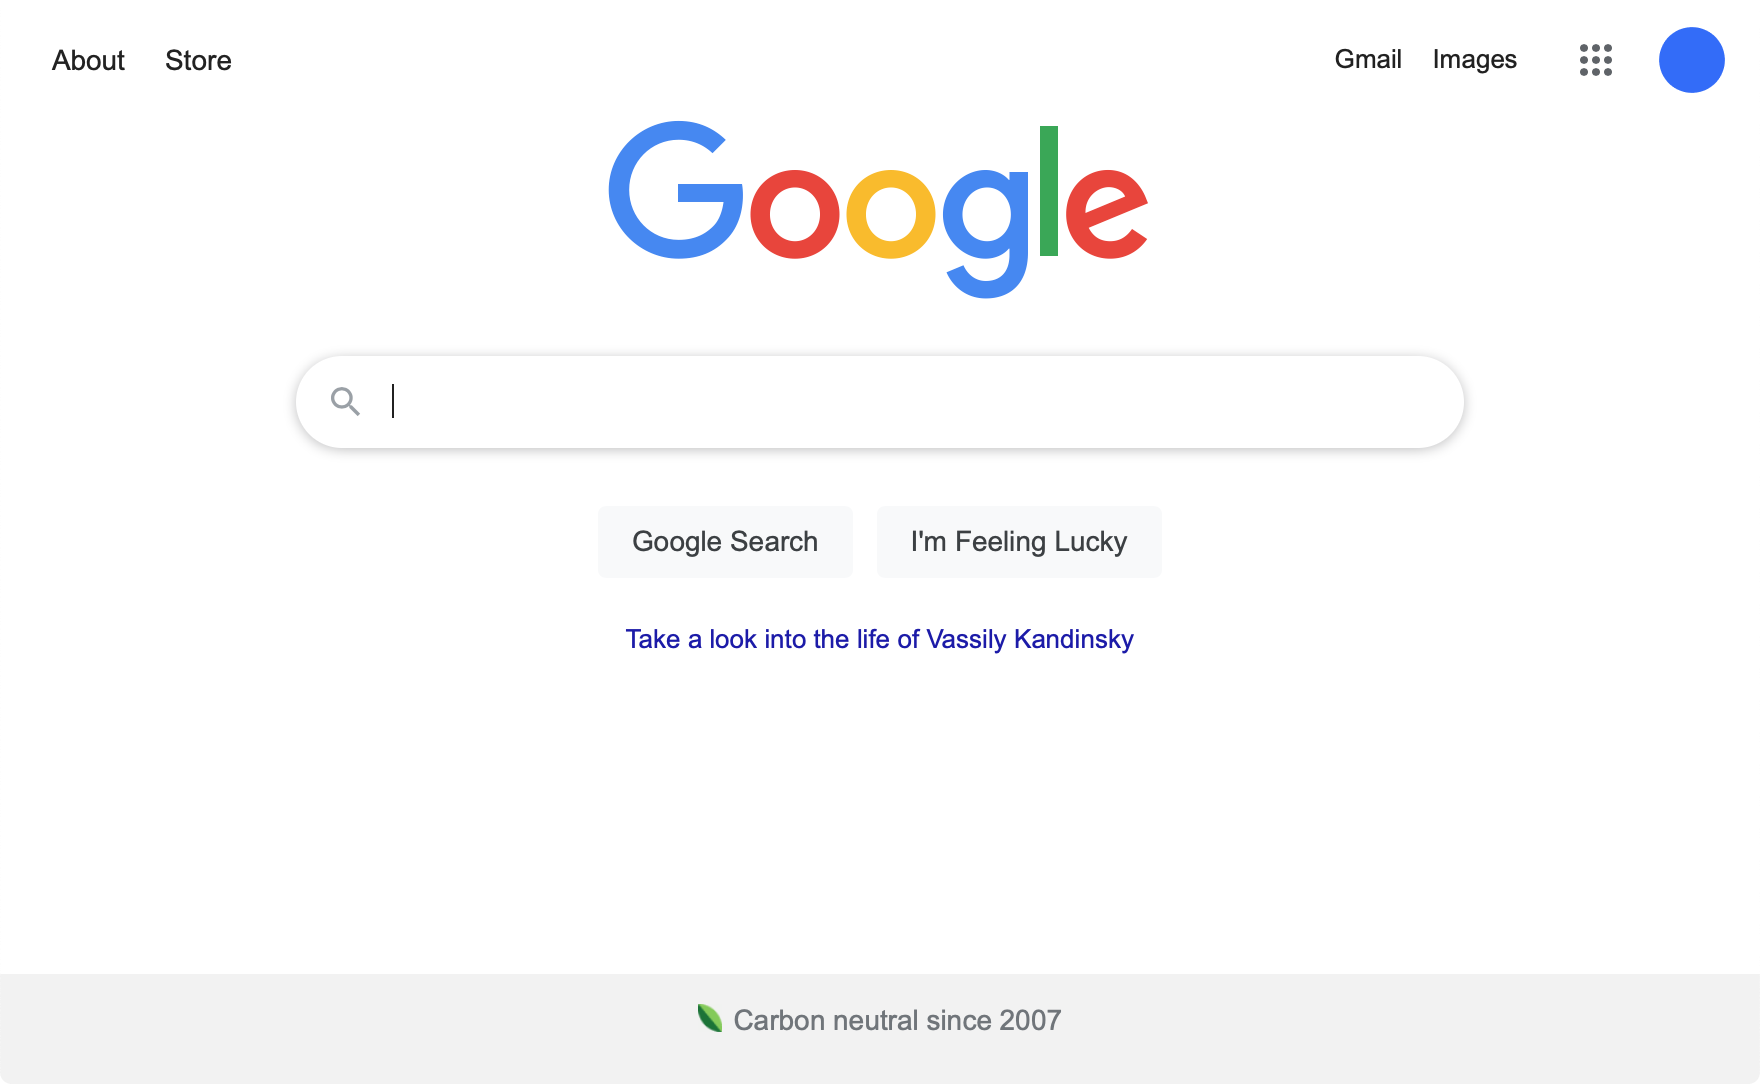 About Store Gmail Images
Google
Google Search I'm Feeling Lucky
Take a look into the life of Vassily Kandinsky
Carbon neutral since 2007